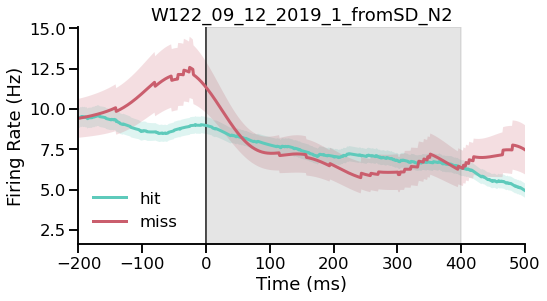 W122_09_12_2019_1_fromSD_N2
15.0
12.5
10.0
7.5
5.0
2.5
Firing Rate (Hz)
hit
miss
−200 −100 0 100 200 300 400 500
Time (ms)